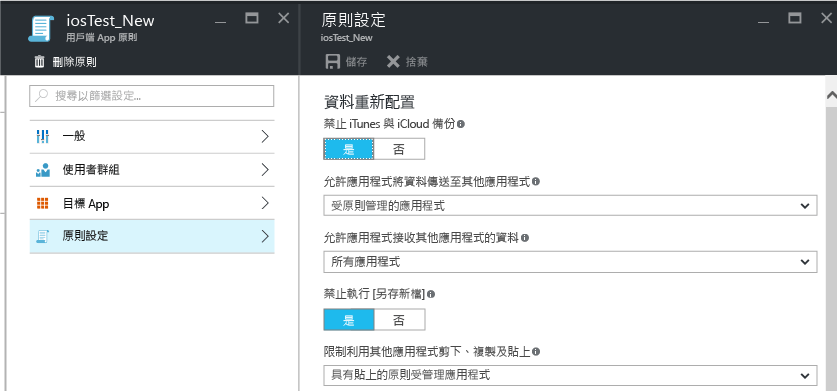 iosTest_New
用戶端 App 原則
刪除原則
搜尋以篩選設定...
一般
使用者群組
目標 App
原則設定
原則設定
iosTest_New
儲存
捨棄
資料重新配置
禁止 iTunes 與 iCloud 備份
是 否
允許應用程式將資料傳送至其他應用程式
受原則管理的應用程式
允許應用程式接收其他應用程式的資料
所有應用程式
禁止執行 [另存新檔]
是 否
限制利用其他應用程式剪下、複製及貼上
具有貼上的原則受管理應用程式